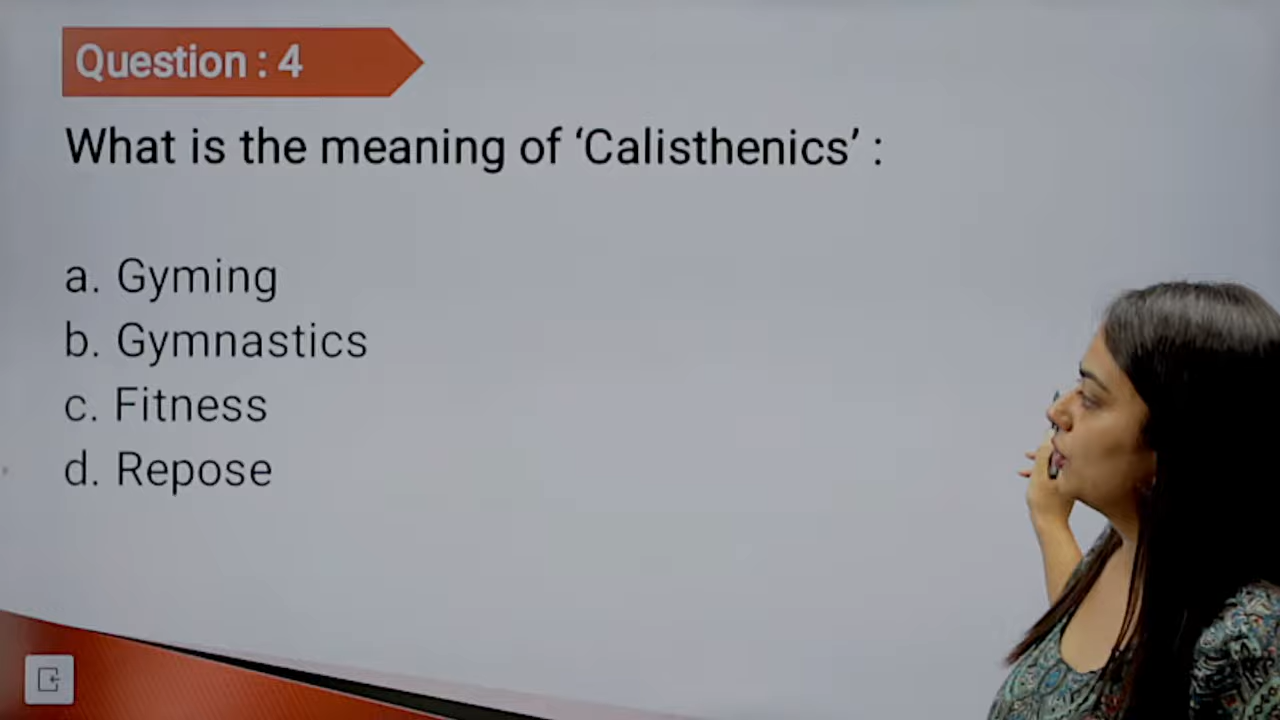 Question : 4
What is the meaning of ‘Calisthenics’ :
a. Gyming
b. Gymnastics
c. Fitness
d. Repose